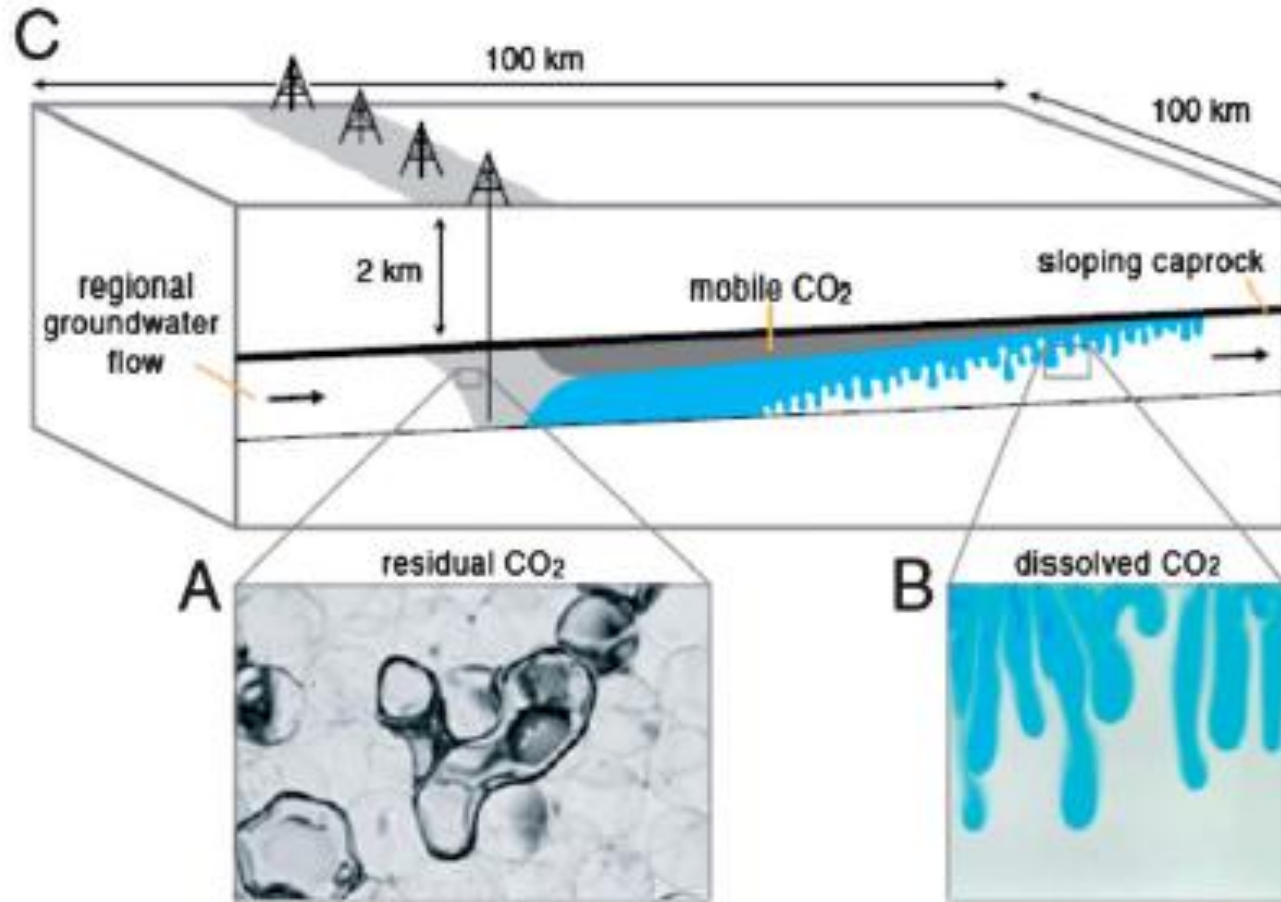 C
100 km
100 km
2 km
regional
groundwater
flow
mobile CO₂
sloping caprock
A
residual CO₂
B
dissolved CO₂